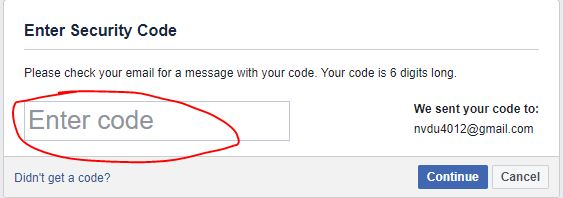 Enter Security Code
Please check your email for a message with your code. Your code is 6 digits long.
Enter code
We sent your code to:
nvdu4012@gmail.com
Didn't get a code?
Continue
Cancel